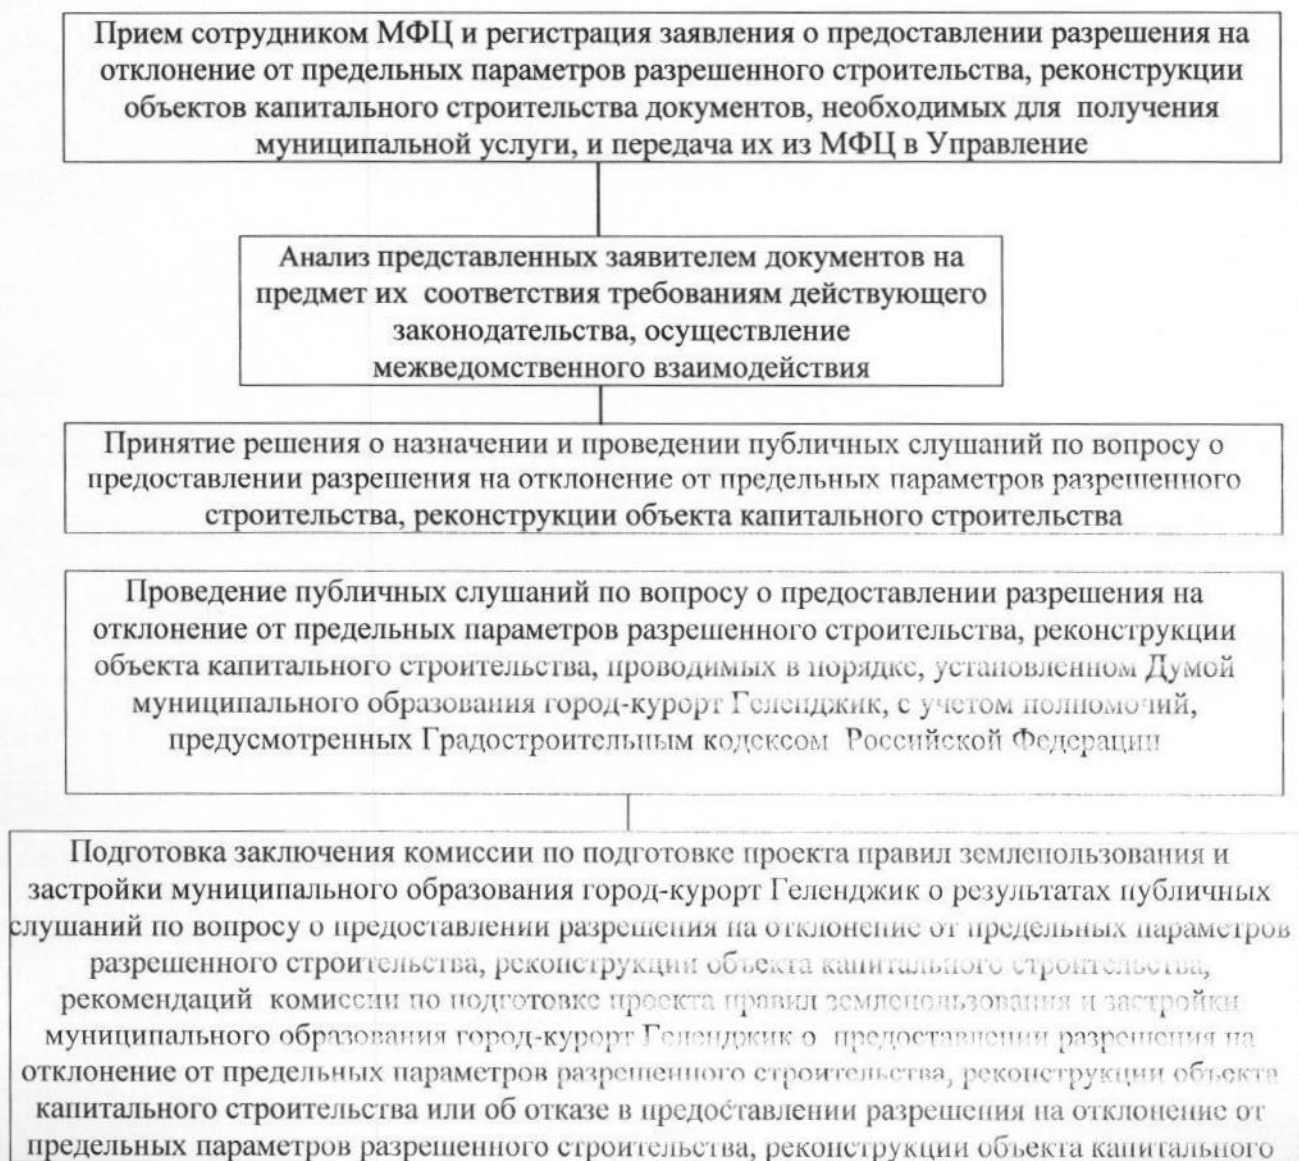 Прием сотрудником МФЦ и регистрация заявления о предоставлении разрешения на
отклонение от предельных параметров разрешенного строительства, реконструкции
объектов капитального строительства документов, необходимых для получения
муниципальной услуги, и передача их из МФЦ в Управление
Анализ представленных заявителем документов на
предмет их соответствия требованиям действующего
законодательства, осуществление
межведомственного взаимодействия
Принятие решения о назначении и проведении публичных слушаний по вопросу о
предоставлении разрешения на отклонение от предельных параметров разрешенного
строительства, реконструкции объекта капитального строительства
Проведение публичных слушаний по вопросу о предоставлении разрешения на
отклонение от предельных параметров разрешенного строительства, реконструкции
объекта капитального строительства, проводимых в порядке, установленном Думой
муниципального образования город-курорт Геленджик, с учетом полномочий,
предусмотренных Градостроительным кодексом Российской Федерации
Подготовка заключения комиссии по подготовке проекта правил землепользования и
застройки муниципального образования город-курорт Геленджик о результатах публичных
слушаний по вопросу о предоставлении разрешения на отклонение от предельных параметров
разрешенного строительства, реконструкции объекта капитального строительства,
рекомендаций комиссии по подготовке проекта правил землепользования и застройки
муниципального образования город-курорт Геленджик о предоставлении разрешения на
отклонение от предельных параметров разрешенного строительства, реконструкции объекта
капитального строительства или об отказе в предоставлении разрешения на отклонение от
предельных параметров разрешенного строительства, реконструкции объекта капитального